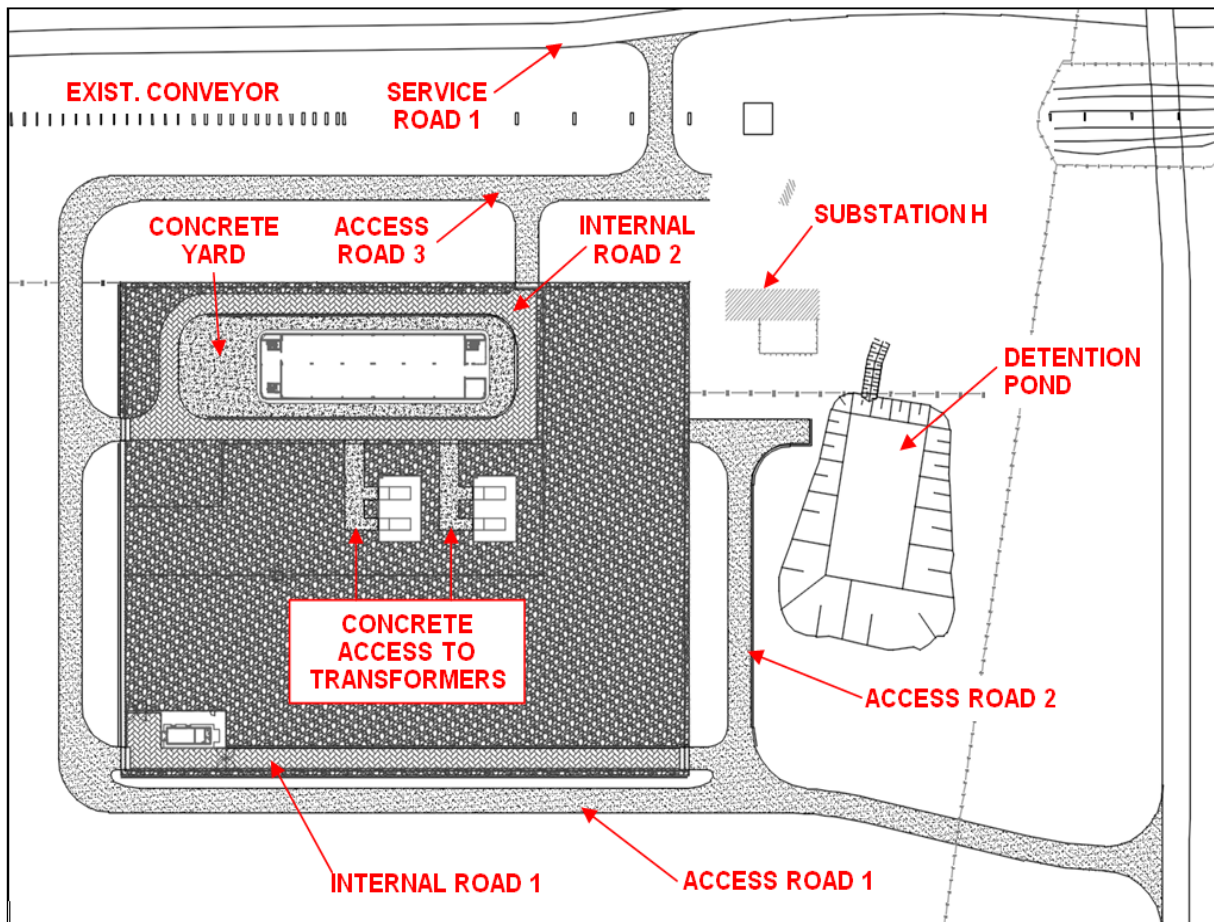 EXIST. CONVEYOR
SERVICE
ROAD 1
CONCRETE
YARD
ACCESS
ROAD 3
INTERNAL
ROAD 2
SUBSTATION H
DETENTION
POND
CONCRETE
ACCESS TO
TRANSFORMERS
ACCESS ROAD 2
INTERNAL ROAD 1
ACCESS ROAD 1